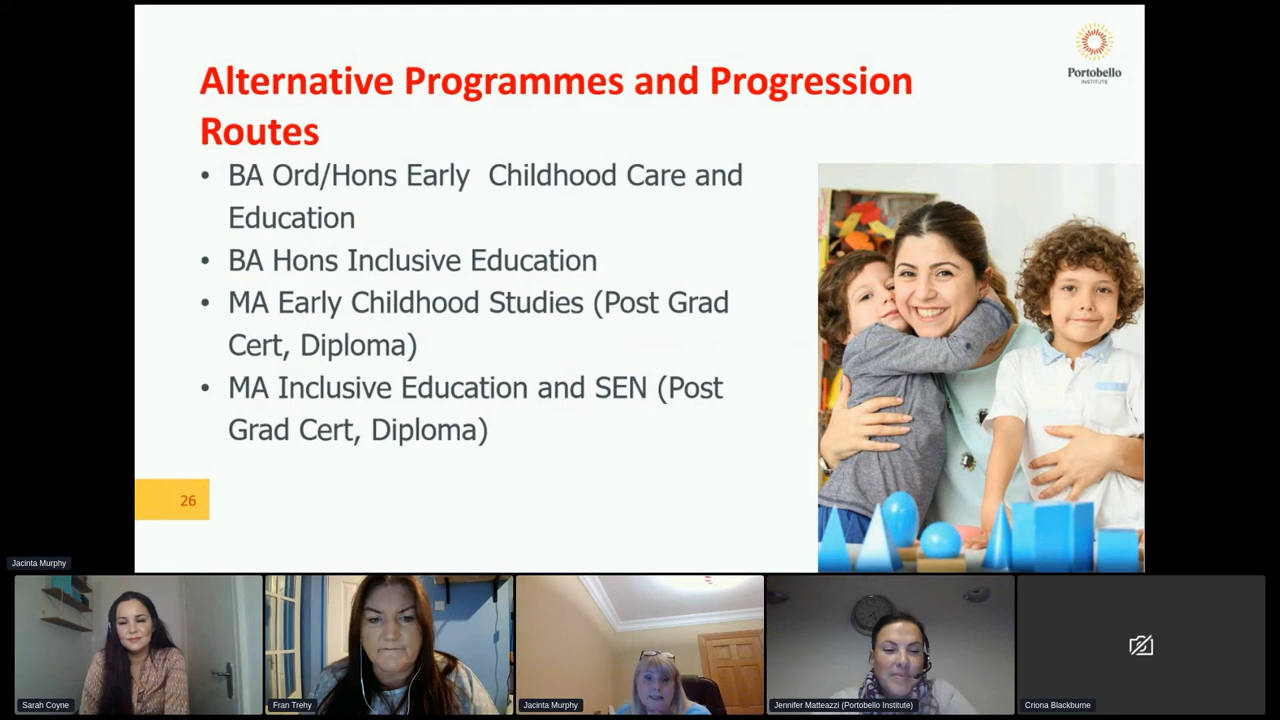 Portobello
INSTITUTE
Alternative Programmes and Progression
Routes
• BA Ord/Hons Early Childhood Care and
Education
• BA Hons Inclusive Education
• MA Early Childhood Studies (Post Grad
Cert, Diploma)
• MA Inclusive Education and SEN (Post
Grad Cert, Diploma)
26
Jacinta Murphy
Sarah Coyne
Fran Trehy
Jacinta Murphy
Jennifer Matteazzi (Portobello Institute)
Criona Blackburne